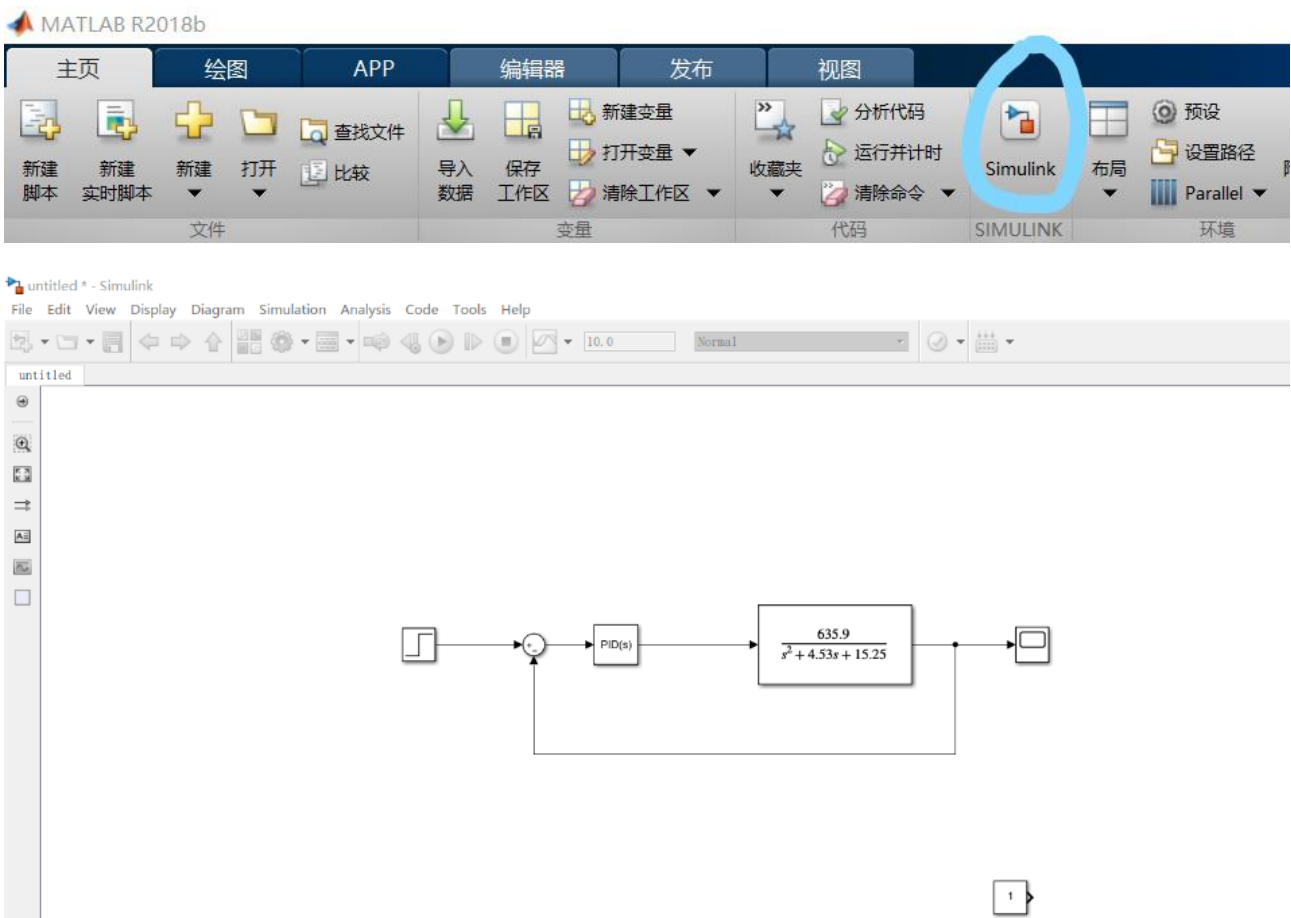 MATLAB R2018b
主页 绘图 APP 编辑器 发布 视图
新建变量 分析代码 预设
查找文件 打开变量 运行并计时 设置路径
新建 新建 新建 打开 比较 导入 保存 收藏夹 Simulink 布局
脚本 实时脚本 数据 工作区 清除工作区 清除命令 Parallel
文件 变量 代码 SIMULINK 环境
untitled * - Simulink
File Edit View Display Diagram Simulation Analysis Code Tools Help
10.0 Normal
untitled
PID(s)
635.9
s² + 4.53s + 15.25
1